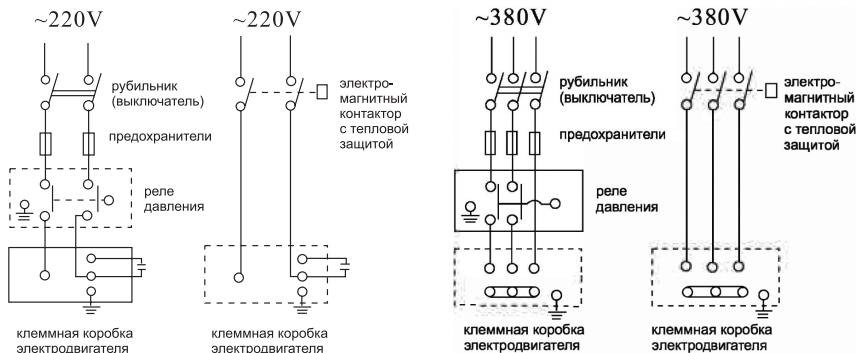 ~220V
рубильник
(выключатель)
предохранители
реле
давления
клеммная коробка
электродвигателя
~220V
электро-
магнитный
контактор
с тепловой
защитой
клеммная коробка
электродвигателя
~380V
рубильник
(выключатель)
предохранители
реле
давления
клеммная коробка
электродвигателя
~380V
электро-
магнитный
контактор
с тепловой
защитой
клеммная коробка
электродвигателя